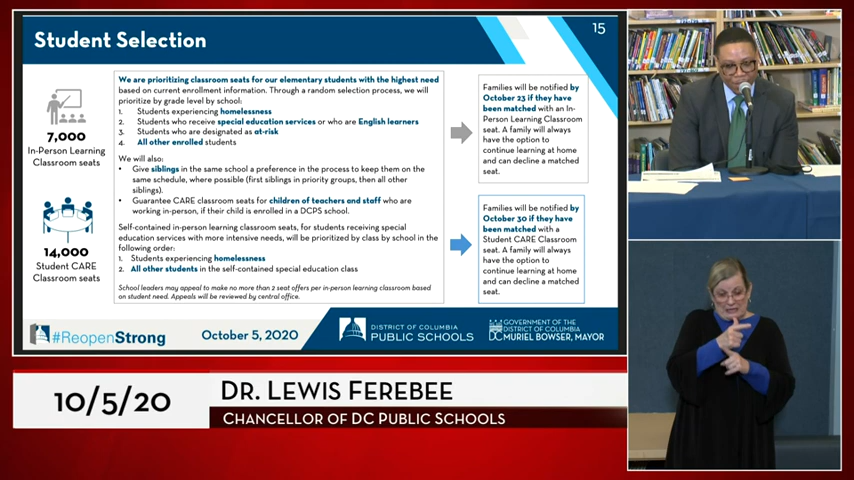 Student Selection
15
7,000
In-Person Learning
Classroom seats
14,000
Student CARE
Classroom seats
We are prioritizing classroom seats for our elementary students with the highest need
based on current enrollment information. Through a random selection process, we will
prioritize by grade level by school:
1. Students experiencing homelessness
2. Students who receive special education services or who are English learners
3. Students who are designated as at-risk
4. All other enrolled students
We will also:
• Give siblings in the same school a preference in the process to keep them on the
same schedule, where possible (first siblings in priority groups, then all other
siblings).
• Guarantee CARE classroom seats for children of teachers and staff who are
working in-person, if their child is enrolled in a DCPS school.
Self-contained in-person learning classroom seats, for students receiving special
education services with more intensive needs, will be prioritized by class by school in the
following order:
1. Students experiencing homelessness
2. All other students in the self-contained special education class
School leaders may appeal to make no more than 2 seat offers per in-person learning classroom based
on student need. Appeals will be reviewed by central office.
Families will be notified by
October 23 if they have
been matched with an In-
Person Learning Classroom
seat. A family will always
have the option to
continue learning at home
and can decline a matched
seat.
Families will be notified by
October 30 if they have
been matched with a
Student CARE Classroom
seat. A family will always
have the option to
continue learning at home
and can decline a matched
seat.
#ReopenStrong
October 5, 2020
DISTRICT OF COLUMBIA
PUBLIC SCHOOLS
GOVERNMENT OF THE
DISTRICT OF COLUMBIA
DC MURIEL BOWSER, MAYOR
10/5/20
DR. LEWIS FEREBEE
CHANCELLOR OF DC PUBLIC SCHOOLS